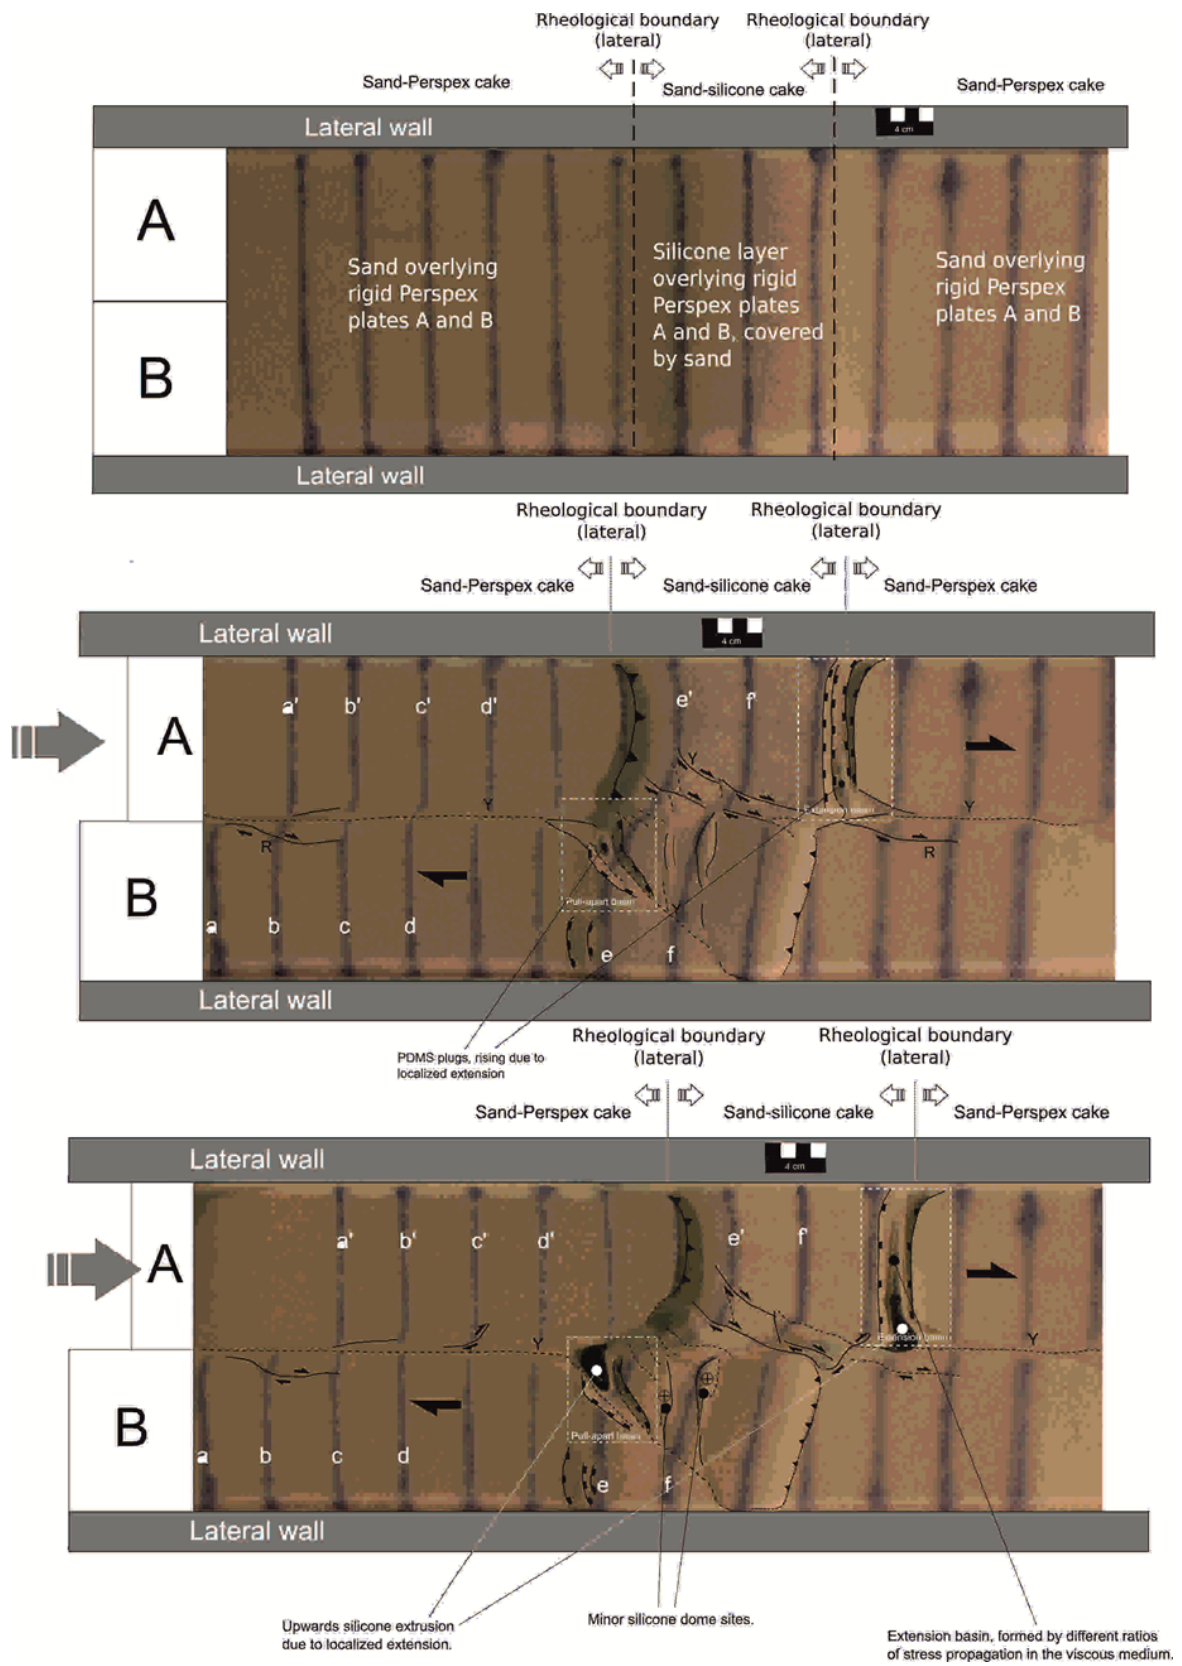 Rheological boundary
(lateral)
Rheological boundary
(lateral)
Sand-Perspex cake
Sand-silicone cake
Sand-Perspex cake
Lateral wall
4 cm
A
B
Sand overlying
rigid Perspex
plates A and B
Silicone layer
overlying rigid
Perspex plates
A and B, covered
by sand
Sand overlying
rigid Perspex
plates A and B
Lateral wall
Rheological boundary
(lateral)
Rheological boundary
(lateral)
Sand-Perspex cake
Sand-silicone cake
Sand-Perspex cake
Lateral wall
4 cm
A
a'
b'
c'
d'
e'
f'
Y
Y
Extension basin
Y
R
R
B
Pull-apart basin
Y
a
b
c
d
e
f
Lateral wall
PDMS plugs, rising due to
localized extension
Rheological boundary
(lateral)
Rheological boundary
(lateral)
Sand-Perspex cake
Sand-silicone cake
Sand-Perspex cake
Lateral wall
4 cm
A
a'
b'
c'
d'
e'
f'
Y
Extension basin
Y
B
Pull-apart basin
a
b
c
d
e
f
Lateral wall
Upwards silicone extrusion
due to localized extension.
Minor silicone dome sites.
Extension basin, formed by different ratios
of stress propagation in the viscous medium.